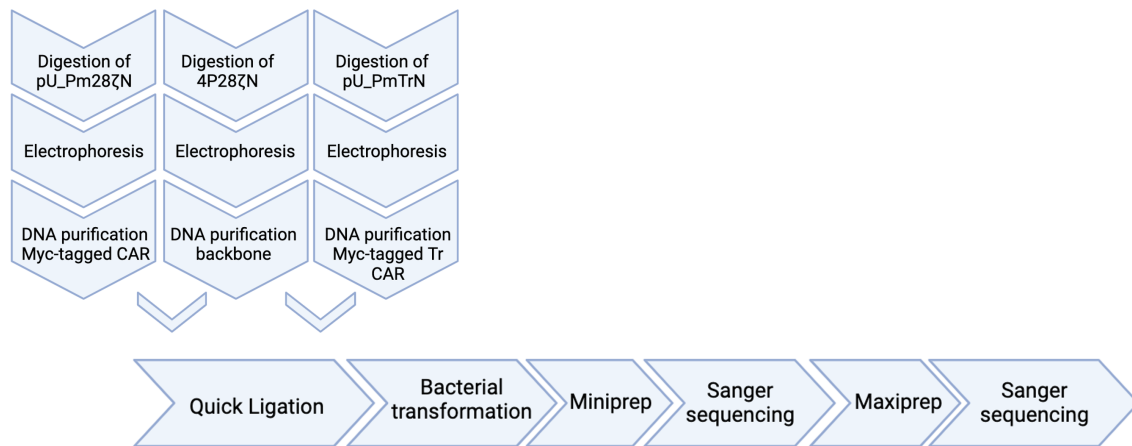 Digestion of
pU_Pm28ζN
Digestion of
4P28ζN
Digestion of
pU_PmTrN
Electrophoresis
Electrophoresis
Electrophoresis
DNA purification
Myc-tagged CAR
DNA purification
backbone
DNA purification
Myc-tagged Tr
CAR
Quick Ligation
Bacterial
transformation
Miniprep
Sanger
sequencing
Maxiprep
Sanger
sequencing